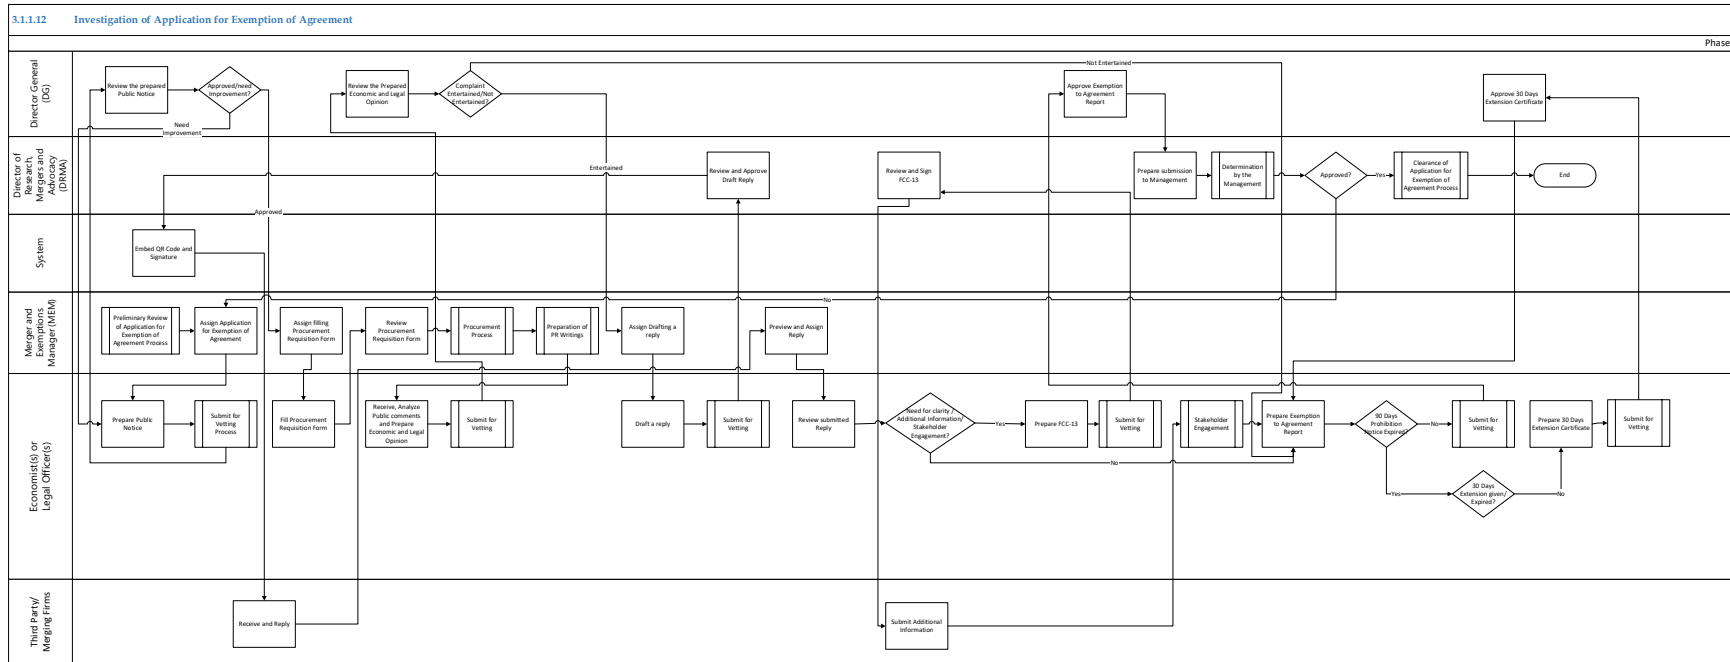 3.1.1.12 Investigation of Application for Exemption of Agreement
Phase
Director General
(DG)
Review the prepared
Public Notice
Approved/need
Improvement?
Need
Improvement
Review the Prepared
Economic and Legal
Opinion
Complaint
Entertained/Not
Entertained?
Not Entertained
Approve Exemption
to Agreement
Report
Approve 30 Days
Extension Certificate
Director of
Research,
Mergers and
Advocacy
(DRMA)
Entertained
Approved
Review and Approve
Draft Reply
Review and Sign
FCC-13
Prepare submission
to Management
Determination
by the
Management
Approved?
Yes
Clearance of
Application for
Exemption of
Agreement Process
End
System
Embed QR Code and
Signature
Merger and
Exemptions
Manager (MEM)
No
Preliminary Review
of Application for
Exemption of
Agreement Process
Assign Application
for Exemption of
Agreement
Assign filling
Procurement
Requisition Form
Review
Procurement
Requisition Form
Procurement
Process
Preparation of
PR Writings
Assign Drafting a
reply
Preview and Assign
Reply
Economist(s) or
Legal Officer(s)
Prepare Public
Notice
Submit for
Vetting
Process
Fill Procurement
Requisition Form
Receive, Analyze
Public comments
and Prepare
Economic and Legal
Opinion
Submit for
Vetting
Draft a reply
Submit for
Vetting
Review submitted
Reply
Need for clarity /
Additional Information/
Stakeholder
Engagement?
Yes
No
Prepare FCC-13
Submit for
Vetting
Stakeholder
Engagement
Prepare Exemption
to Agreement
Report
90 Days
Prohibition
Notice Expired?
No
Yes
Submit for
Vetting
30 Days
Extension given/
Expired?
No
Prepare 30 Days
Extension Certificate
Submit for
Vetting
Third Party/
Merging Firms
Receive and Reply
Submit Additional
Information